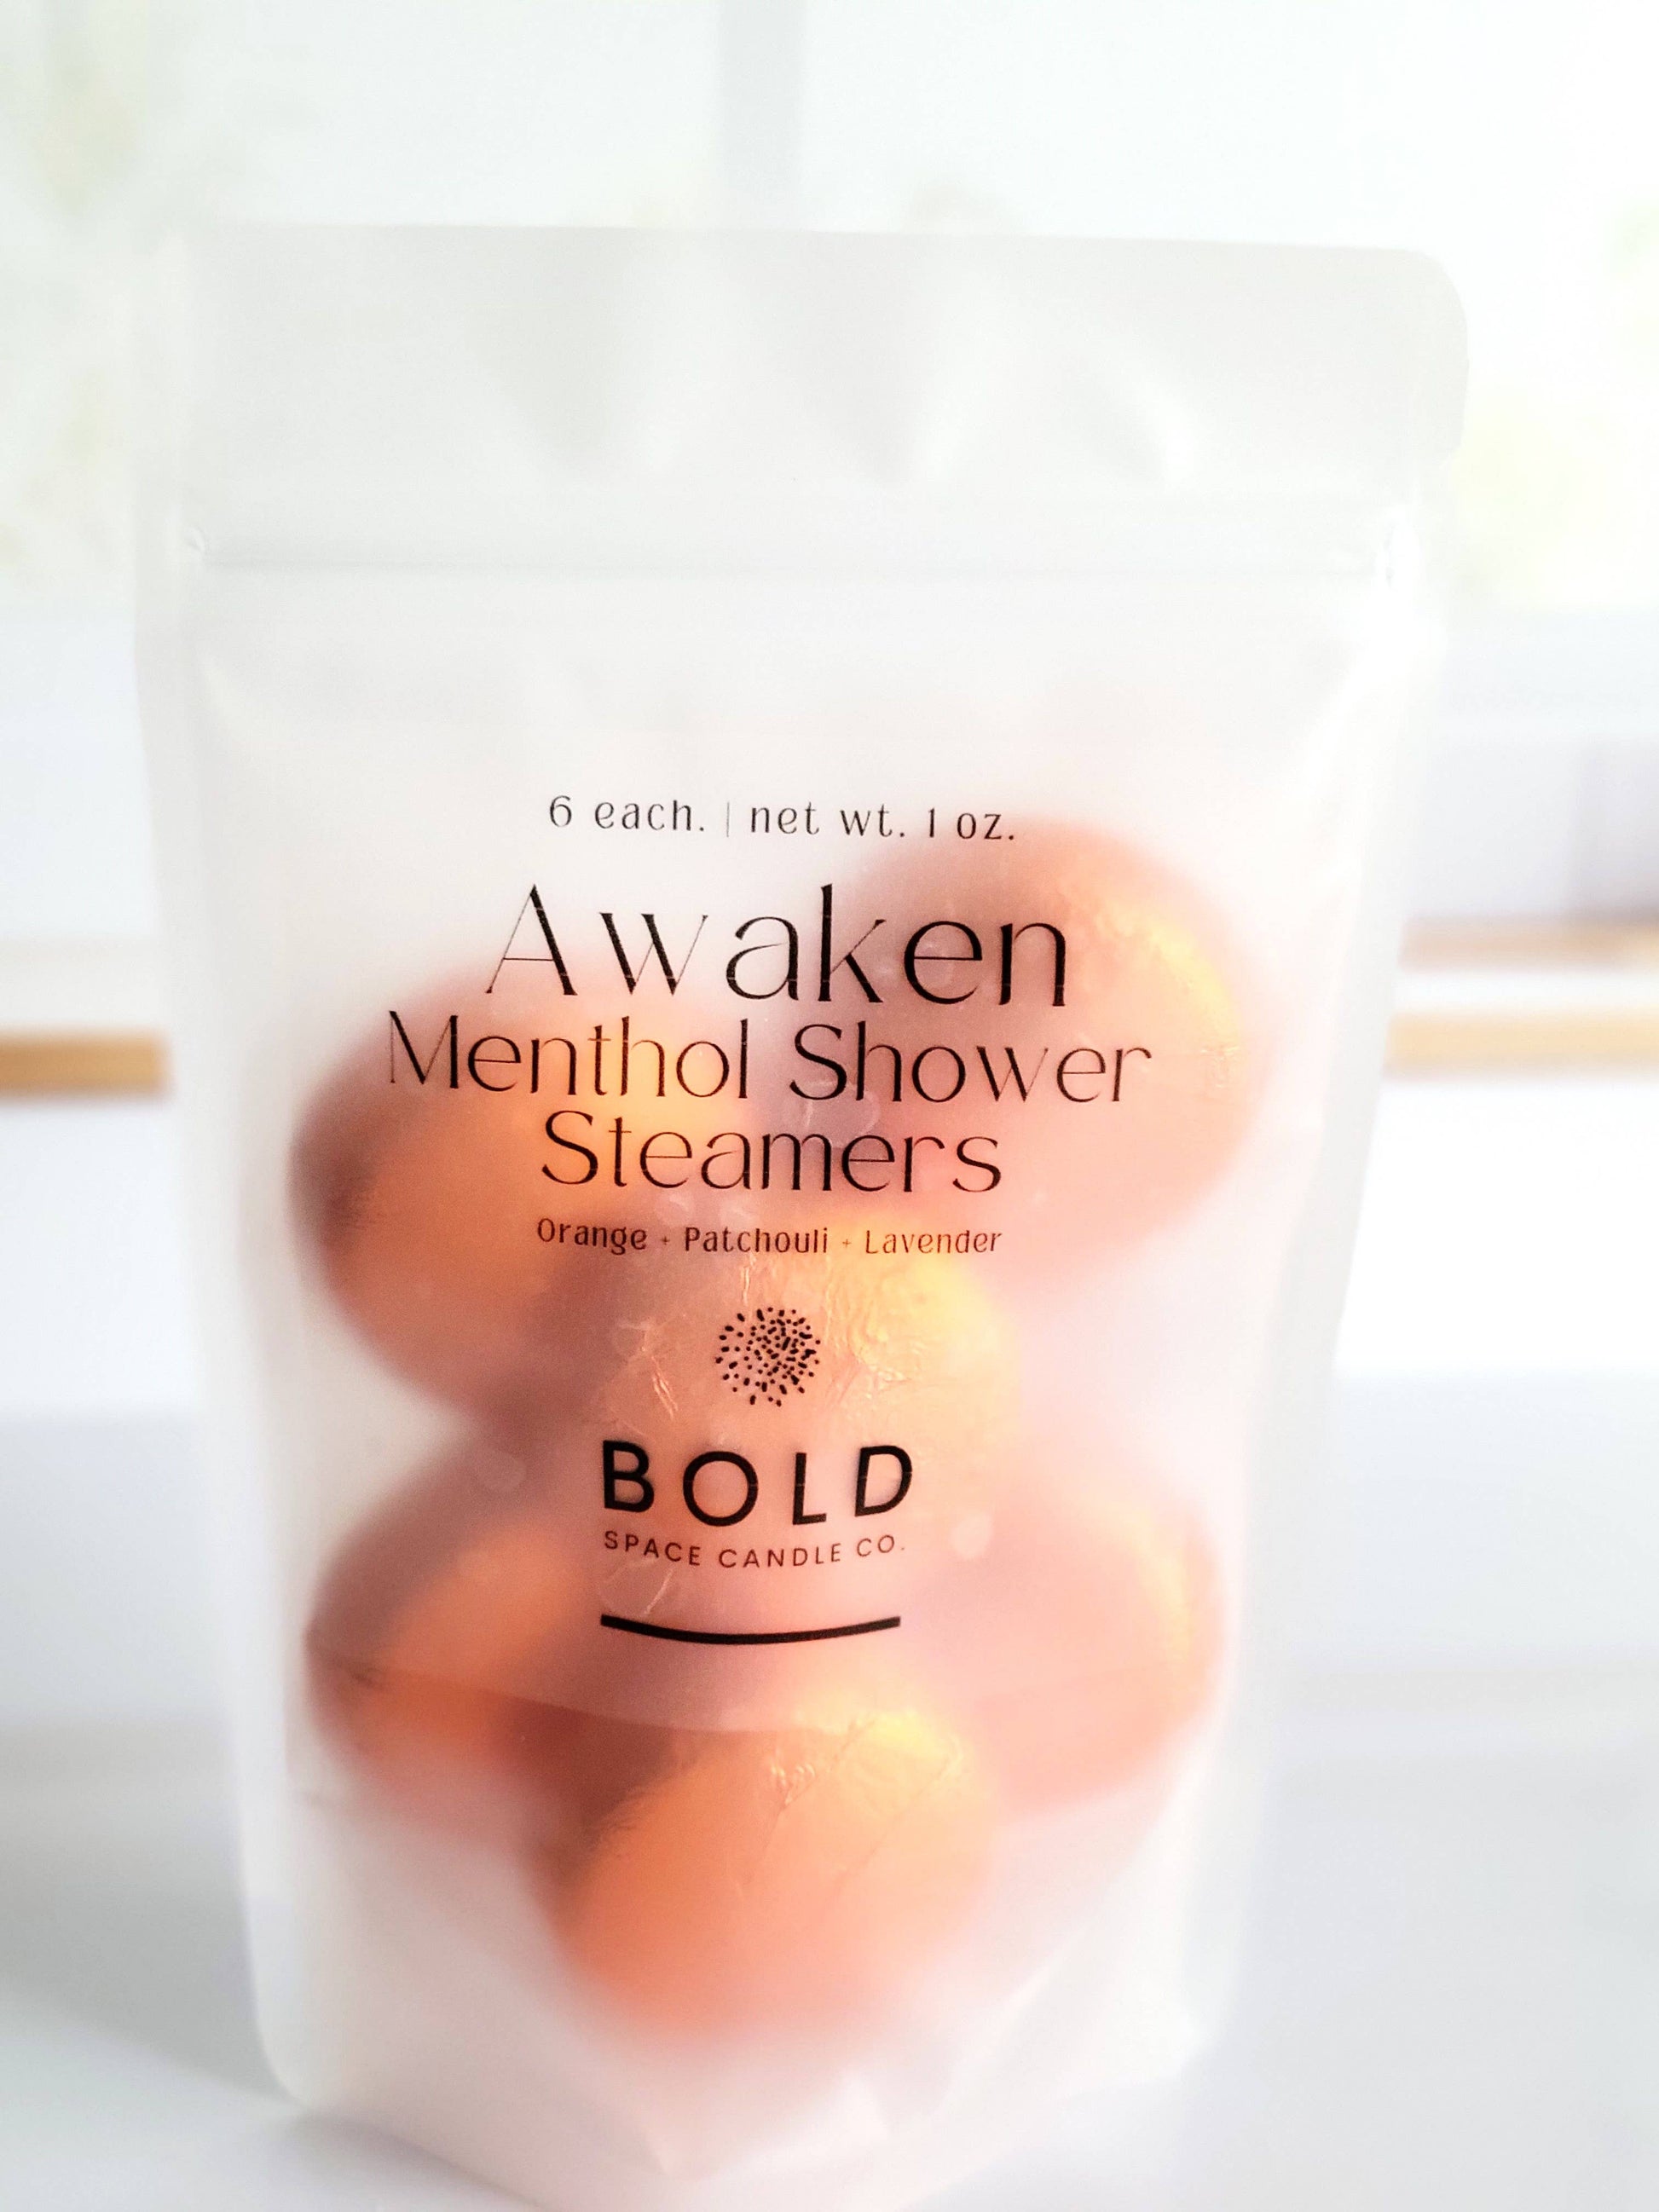 6 each. | net wt. 1 oz.
Awaken
Menthol Shower
Steamers
Orange + Patchouli + Lavender
BOLD
SPACE CANDLE CO.